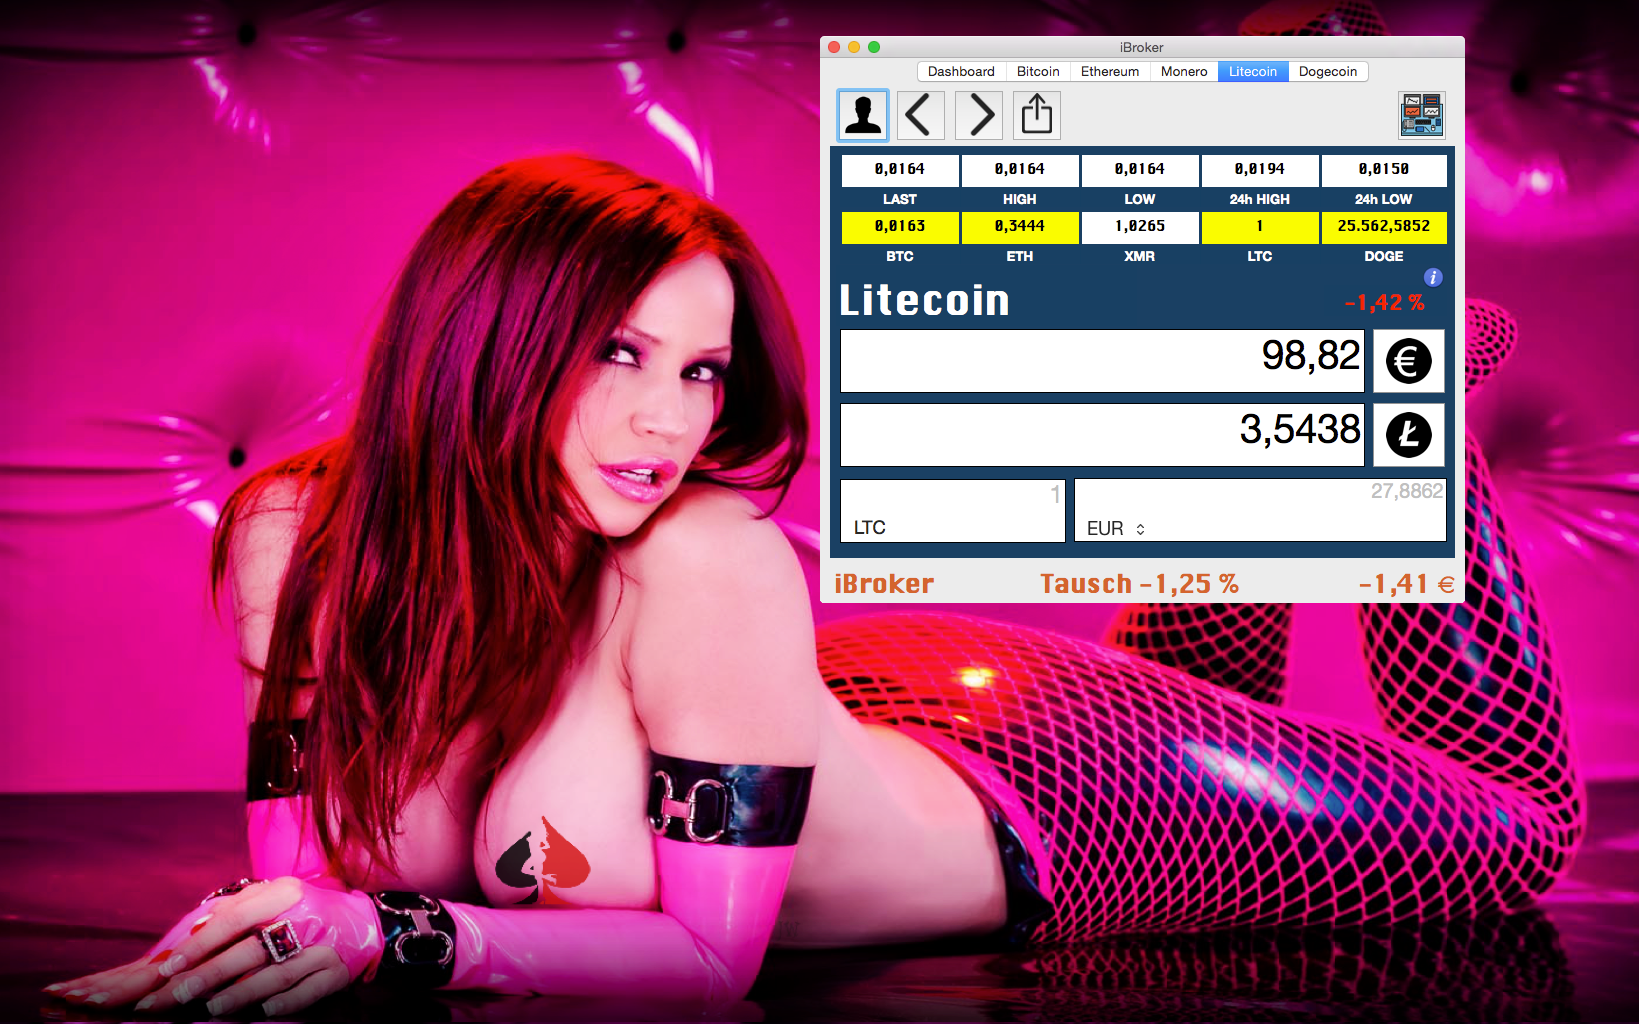 iBroker
Dashboard Bitcoin Ethereum Monero Litecoin Dogecoin
0,0164 0,0164 0,0164 0,0194 0,0150
LAST HIGH LOW 24h HIGH 24h LOW
0,0163 0,3444 1,0265 1 25.562,5852
BTC ETH XMR LTC DOGE
i
Litecoin -1,42 %
98,82 €
3,5438 Ł
1 27,8862
LTC EUR
iBroker Tausch -1,25 % -1,41 €